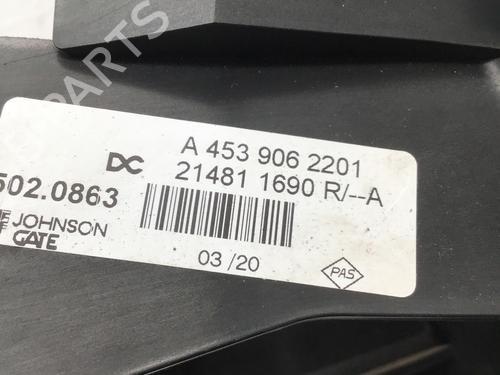 PARTS
DC
A 453 906 2201
21481 1690 R/--A
502.0863
JOHNSON
GATE
03 /20
PAS